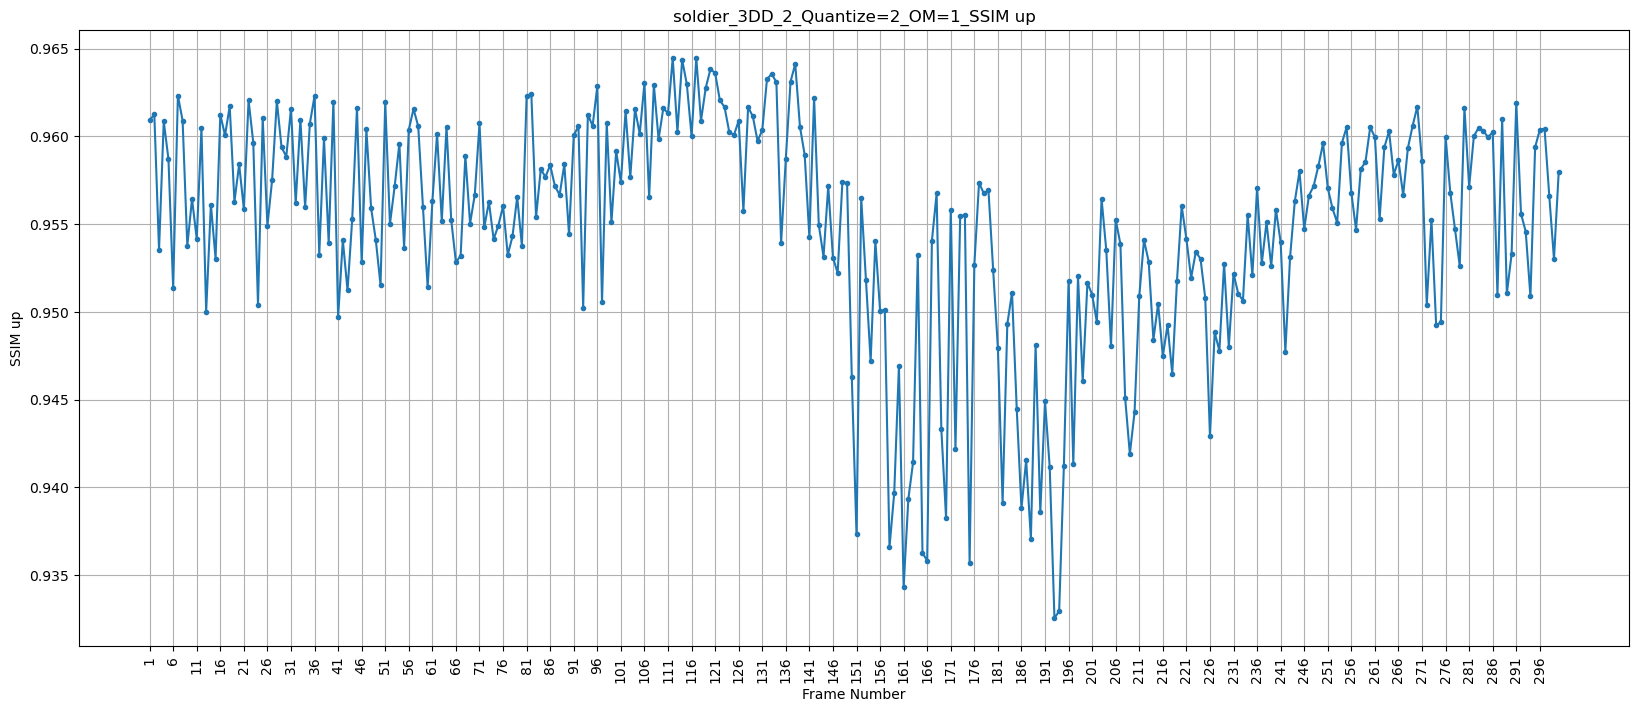 soldier_3DD_2_Quantize=2_OM=1_SSIM up
SSIM up
0.965
0.960
0.955
0.950
0.945
0.940
0.935
1 6 11 16 21 26 31 36 41 46 51 56 61 66 71 76 81 86 91 96 101 106 111 116 121 126 131 136 141 146 151 156 161 166 171 176 181 186 191 196 201 206 211 216 221 226 231 236 241 246 251 256 261 266 271 276 281 286 291 296
Frame Number